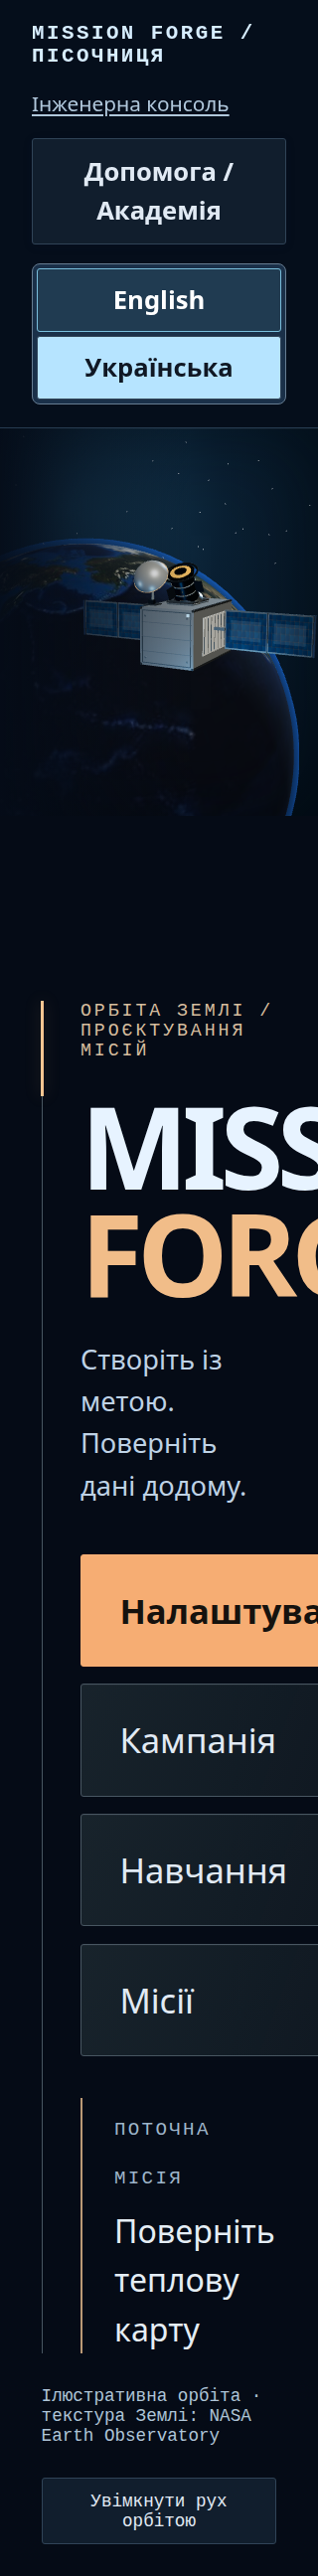 MISSION FORGE /
ПІСОЧНИЦЯ
Інженерна консоль
Допомога /
Академія
English
Українська
ОРБІТА ЗЕМЛІ /
ПРОЄКТУВАННЯ
МІСІЙ
MISS
FORG
Створіть із
метою.
Поверніть
дані додому.
Налаштува
Кампанія
Навчання
Місії
ПОТОЧНА
МІСІЯ
Поверніть
теплову
карту
Ілюстративна орбіта ·
текстура Землі: NASA
Earth Observatory
Увімкнути рух
орбітою